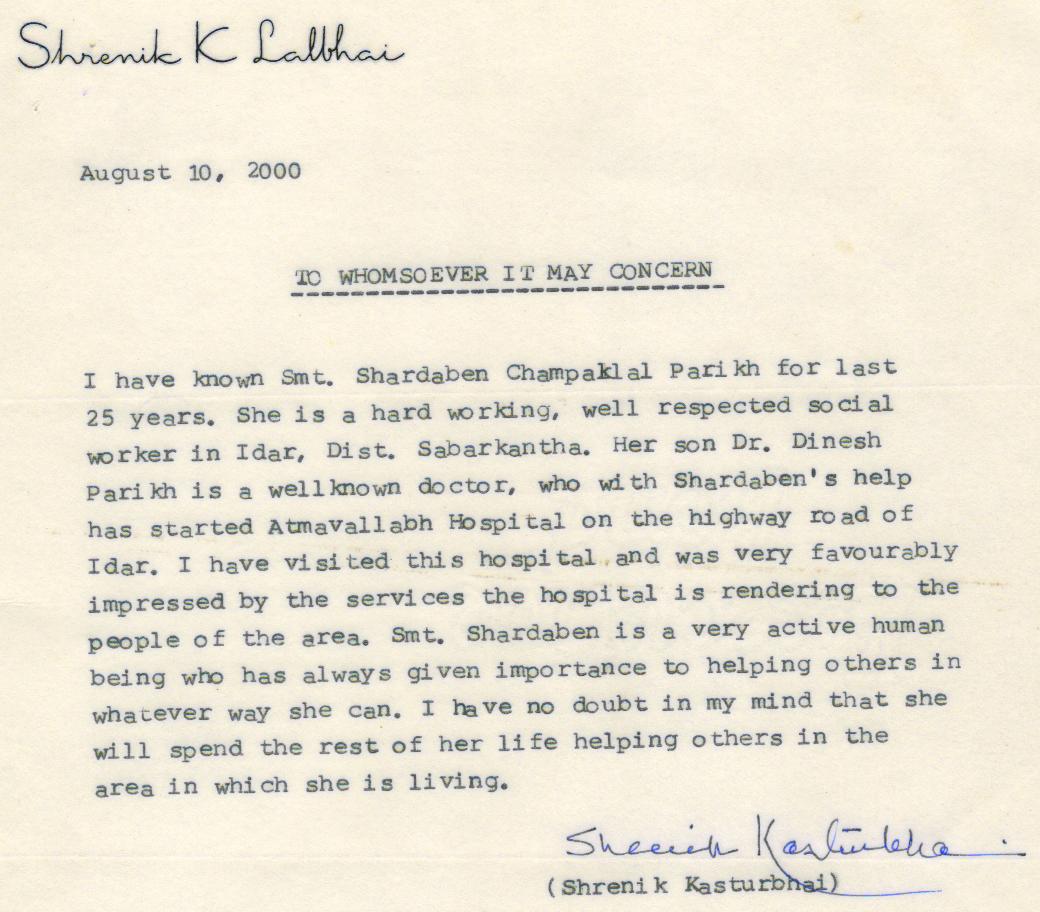 Shrenik K Lalbhai
August 10, 2000
TO WHOMSOEVER IT MAY CONCERN
I have known Smt. Shardaben Champaklal Parikh for last
25 years. She is a hard working, well respected social
worker in Idar, Dist. Sabarkantha. Her son Dr. Dinesh
Parikh is a wellknown doctor, who with Shardaben's help
has started Atmavallabh Hospital on the highway road of
Idar. I have visited this hospital and was very favourably
impressed by the services the hospital is rendering to the
people of the area. Smt. Shardaben is a very active human
being who has always given importance to helping others in
whatever way she can. I have no doubt in my mind that she
will spend the rest of her life helping others in the
area in which she is living.
Shrenik Kasturbhai
(Shrenik Kasturbhai)